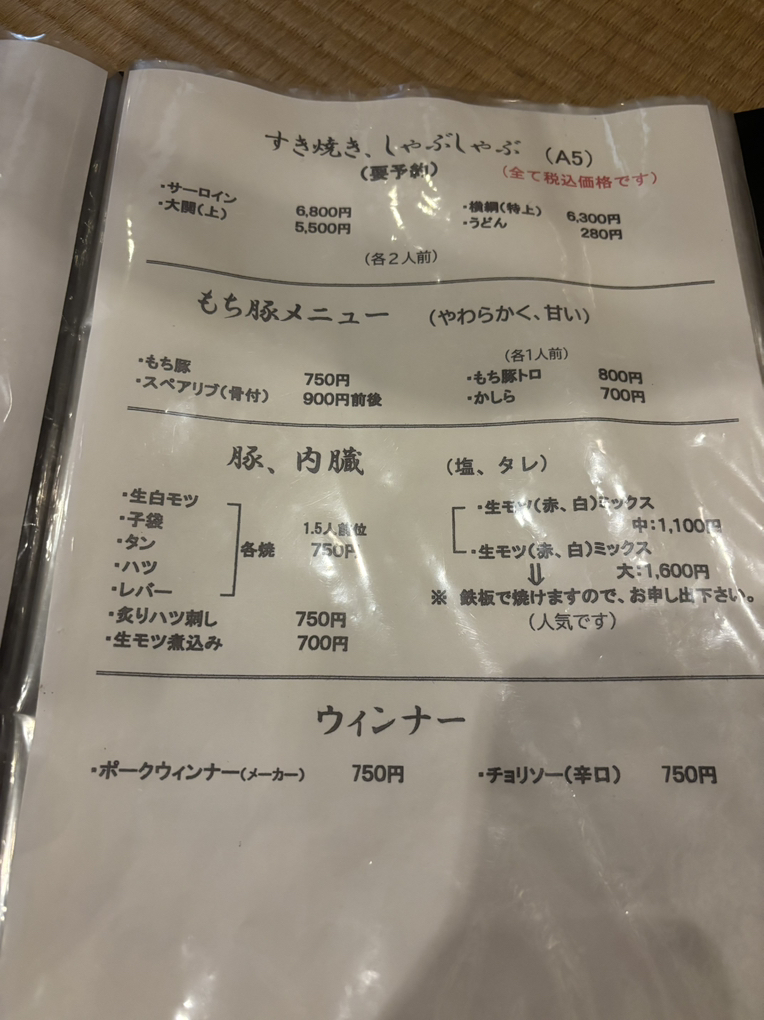 すき焼き、しゃぶしゃぶ (A5)
(要予約) (全て税込価格です)
・サーロイン 6,800円 ・横綱(特上) 6,300円
・大関(上) 5,500円 ・うどん 280円
(各2人前)
もち豚メニュー (やわらかく、甘い)
(各1人前)
・もち豚 750円 ・もち豚トロ 800円
・スペアリブ(骨付) 900円前後 ・かしら 700円
豚、内臓 (塩、タレ)
・生白モツ
・子袋
・タン
・ハツ
・レバー
各焼
1.5人前位
750円
・炙りハツ刺し 750円
・生モツ煮込み 700円
・生モツ(赤、白)ミックス
中:1,100円
・生モツ(赤、白)ミックス
⇓ 大:1,600円
※ 鉄板で焼けますので、お申し出下さい。
(人気です)
ウィンナー
・ポークウィンナー(メーカー) 750円 ・チョリソー(辛口) 750円